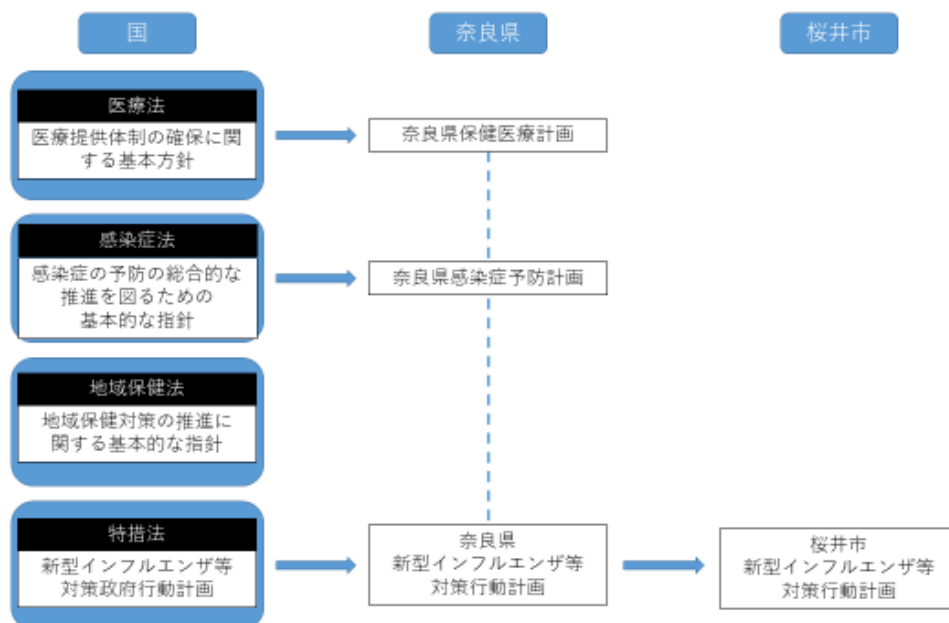 国
奈良県
桜井市
医療法
医療提供体制の確保に関
する基本方針
奈良県保健医療計画
感染症法
感染症の予防の総合的な
推進を図るための
基本的な指針
奈良県感染症予防計画
地域保健法
地域保健対策の推進に
関する基本的な指針
特措法
新型インフルエンザ等
対策政府行動計画
奈良県
新型インフルエンザ等
対策行動計画
桜井市
新型インフルエンザ等
対策行動計画